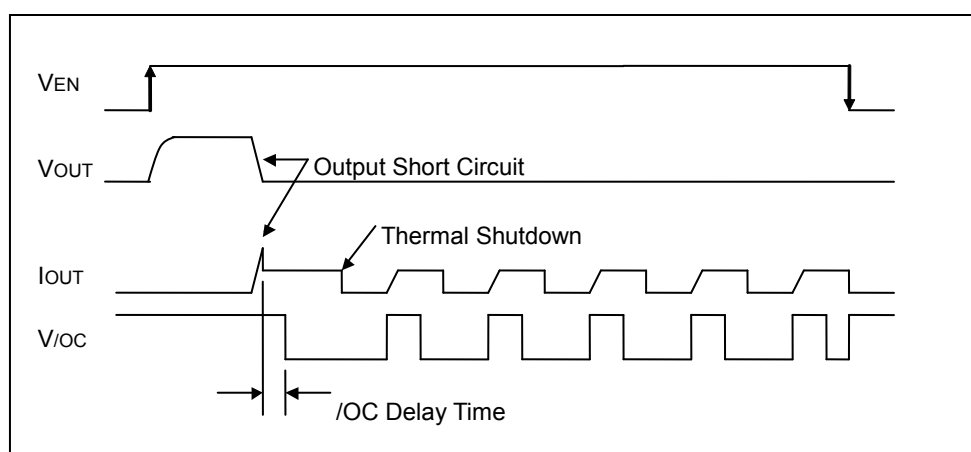 VEN
VOUT
Output Short Circuit
Thermal Shutdown
IOUT
V/OC
/OC Delay Time